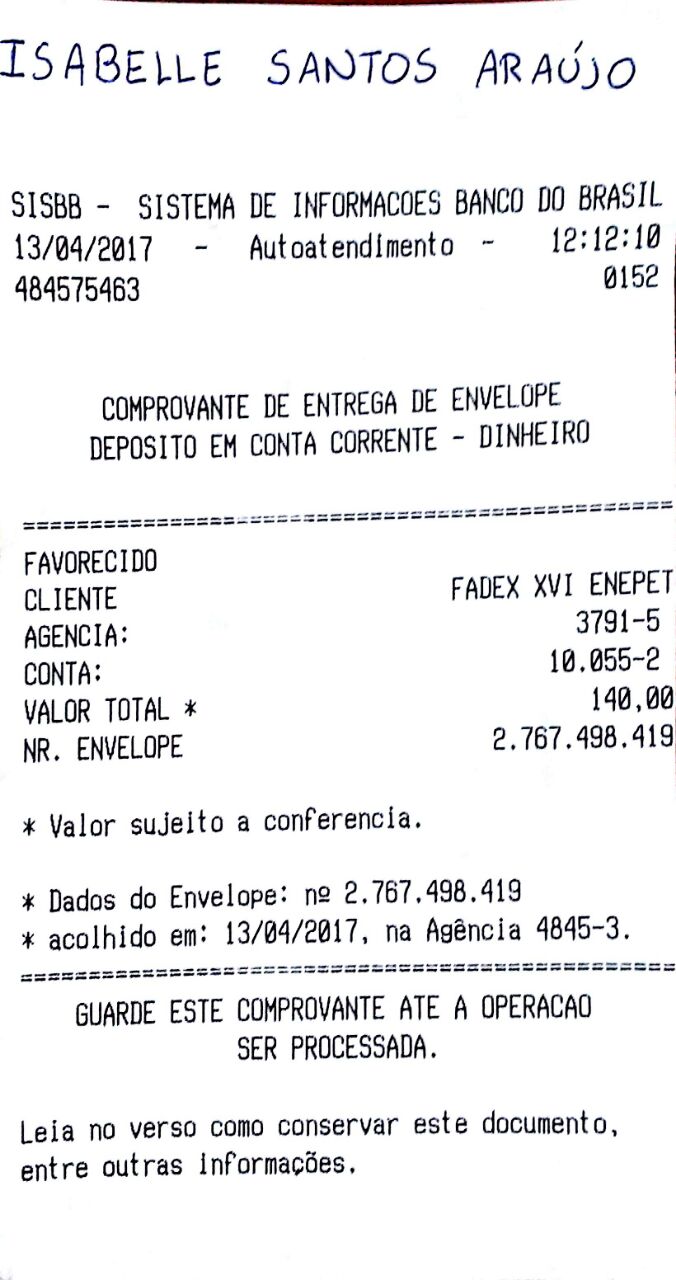 ISABELLE SANTOS ARAÚJO
SISBB - SISTEMA DE INFORMACOES BANCO DO BRASIL
13/04/2017 - Autoatendimento - 12:12:10
484575463 0152
COMPROVANTE DE ENTREGA DE ENVELOPE
DEPOSITO EM CONTA CORRENTE - DINHEIRO
================================================
FAVORECIDO
CLIENTE FADEX XVI ENEPET
AGENCIA: 3791-5
CONTA: 10.055-2
VALOR TOTAL * 140,00
NR. ENVELOPE 2.767.498.419
* Valor sujeito a conferencia.
* Dados do Envelope: nº 2.767.498.419
* acolhido em: 13/04/2017, na Agência 4845-3.
================================================
GUARDE ESTE COMPROVANTE ATE A OPERACAO
SER PROCESSADA.
Leia no verso como conservar este documento,
entre outras informações.